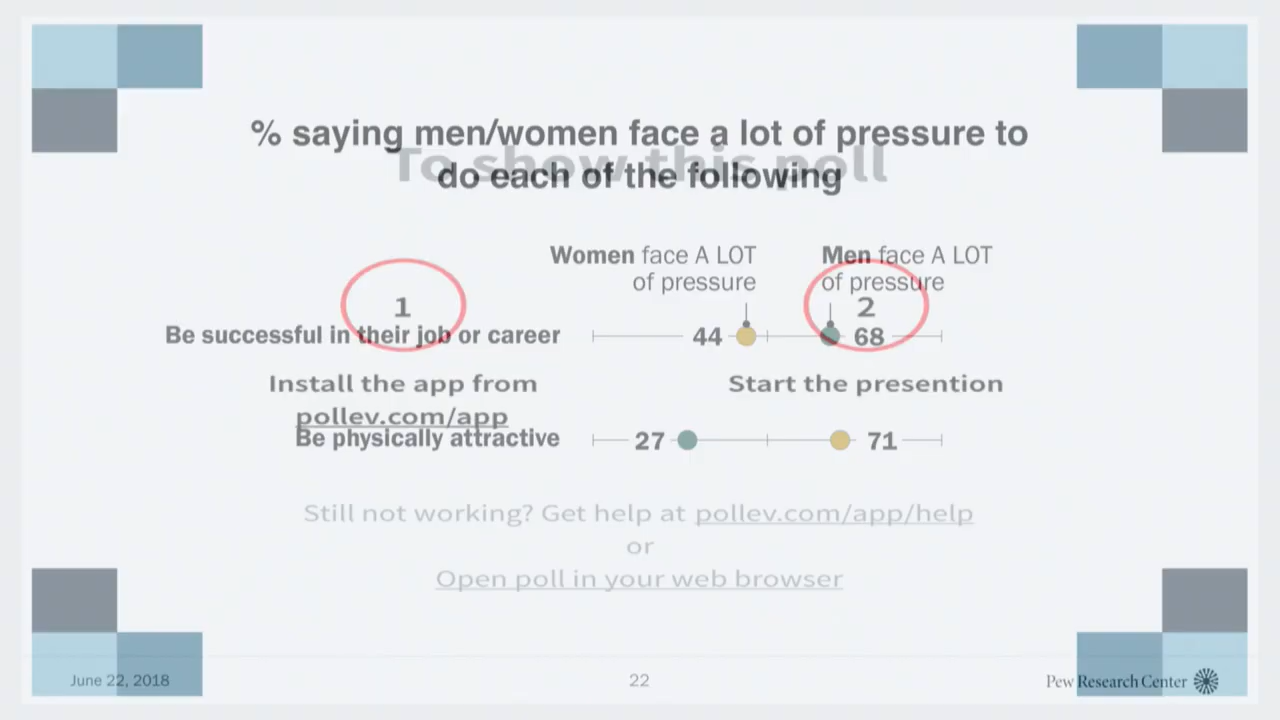 % saying men/women face a lot of pressure to
do each of the following
To show this poll
Women face A LOT
of pressure
Men face A LOT
of pressure
1
2
Be successful in their job or career
44
68
Install the app from
pollev.com/app
Start the presention
Be physically attractive
27
71
Still not working? Get help at pollev.com/app/help
or
Open poll in your web browser
June 22, 2018
22
Pew Research Center